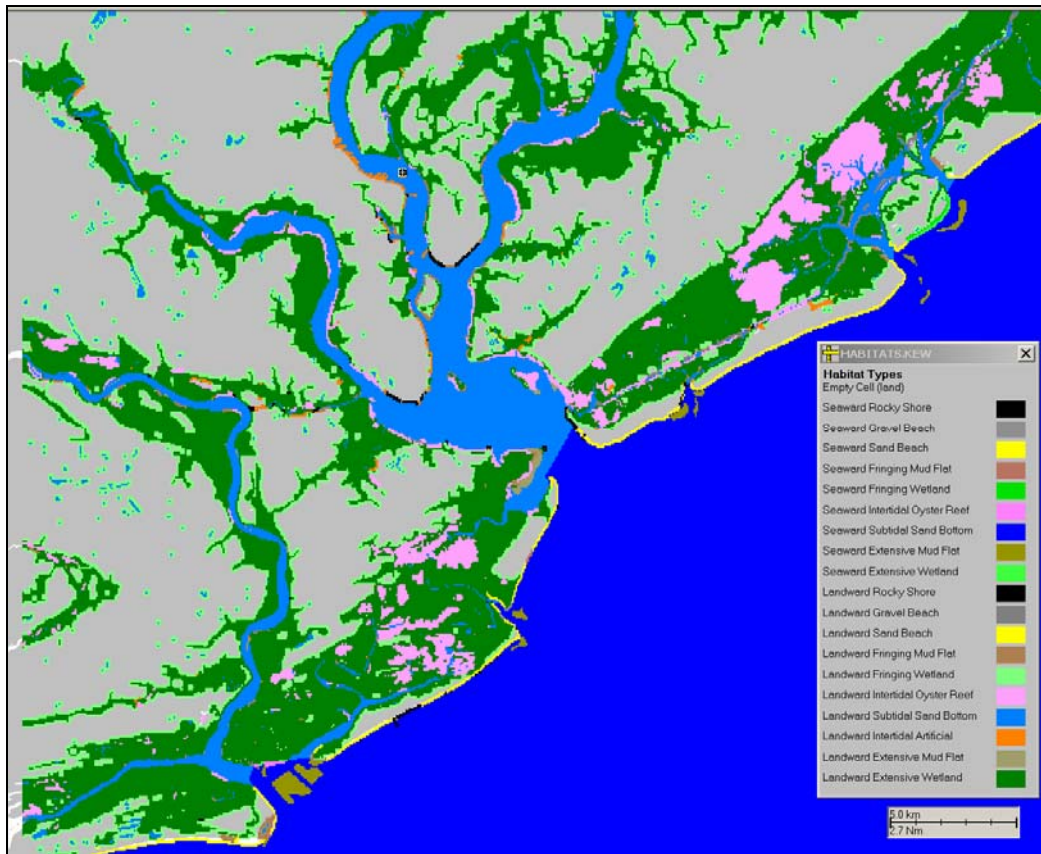 HABITATS.KEW
Habitat Types
Empty Cell (land)
Seaward Rocky Shore
Seaward Gravel Beach
Seaward Sand Beach
Seaward Fringing Mud Flat
Seaward Fringing Wetland
Seaward Intertidal Oyster Reef
Seaward Subtidal Sand Bottom
Seaward Extensive Mud Flat
Seaward Extensive Wetland
Landward Rocky Shore
Landward Gravel Beach
Landward Sand Beach
Landward Fringing Mud Flat
Landward Fringing Wetland
Landward Intertidal Oyster Reef
Landward Subtidal Sand Bottom
Landward Intertidal Artificial
Landward Extensive Mud Flat
Landward Extensive Wetland
5.0 km
2.7 Nm